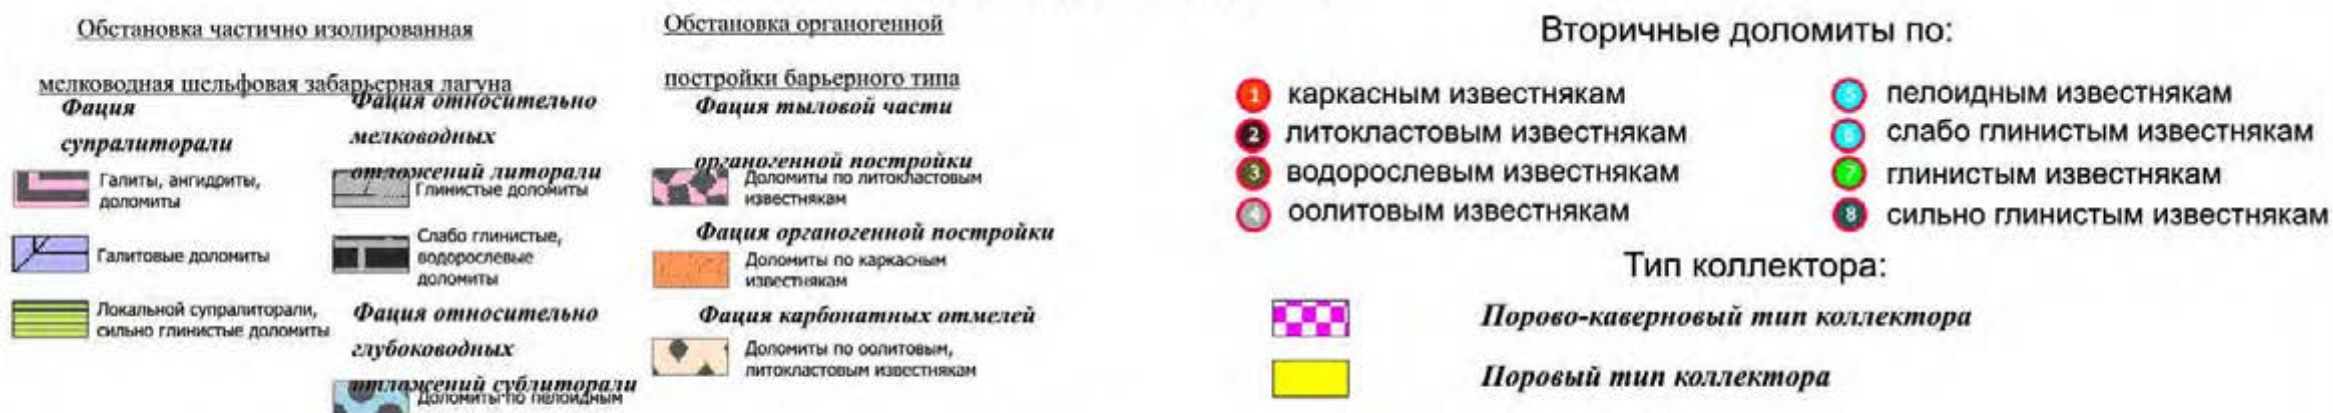 Обстановка частично изолированная
мелководная шельфовая забарьерная лагуна
Фация
супралиторали
Галиты, ангидриты,
доломиты
Галитовые доломиты
Локальной супралиторали,
сильно глинистые доломиты
Фация относительно
мелководных
отложений литорали
Глинистые доломиты
Слабо глинистые,
водорослевые
доломиты
Фация относительно
глубоководных
отложений сублиторали
Доломиты по пелоидным
Обстановка органогенной
постройки барьерного типа
Фация тыловой части
органогенной постройки
Доломиты по литокластовым
известнякам
Фация органогенной постройки
Доломиты по каркасным
известнякам
Фация карбонатных отмелей
Доломиты по оолитовым,
литокластовым известнякам
Вторичные доломиты по:
1 каркасным известнякам
2 литокластовым известнякам
3 водорослевым известнякам
4 оолитовым известнякам
5 пелоидным известнякам
6 слабо глинистым известнякам
7 глинистым известнякам
8 сильно глинистым известнякам
Тип коллектора:
Порово-каверновый тип коллектора
Поровый тип коллектора